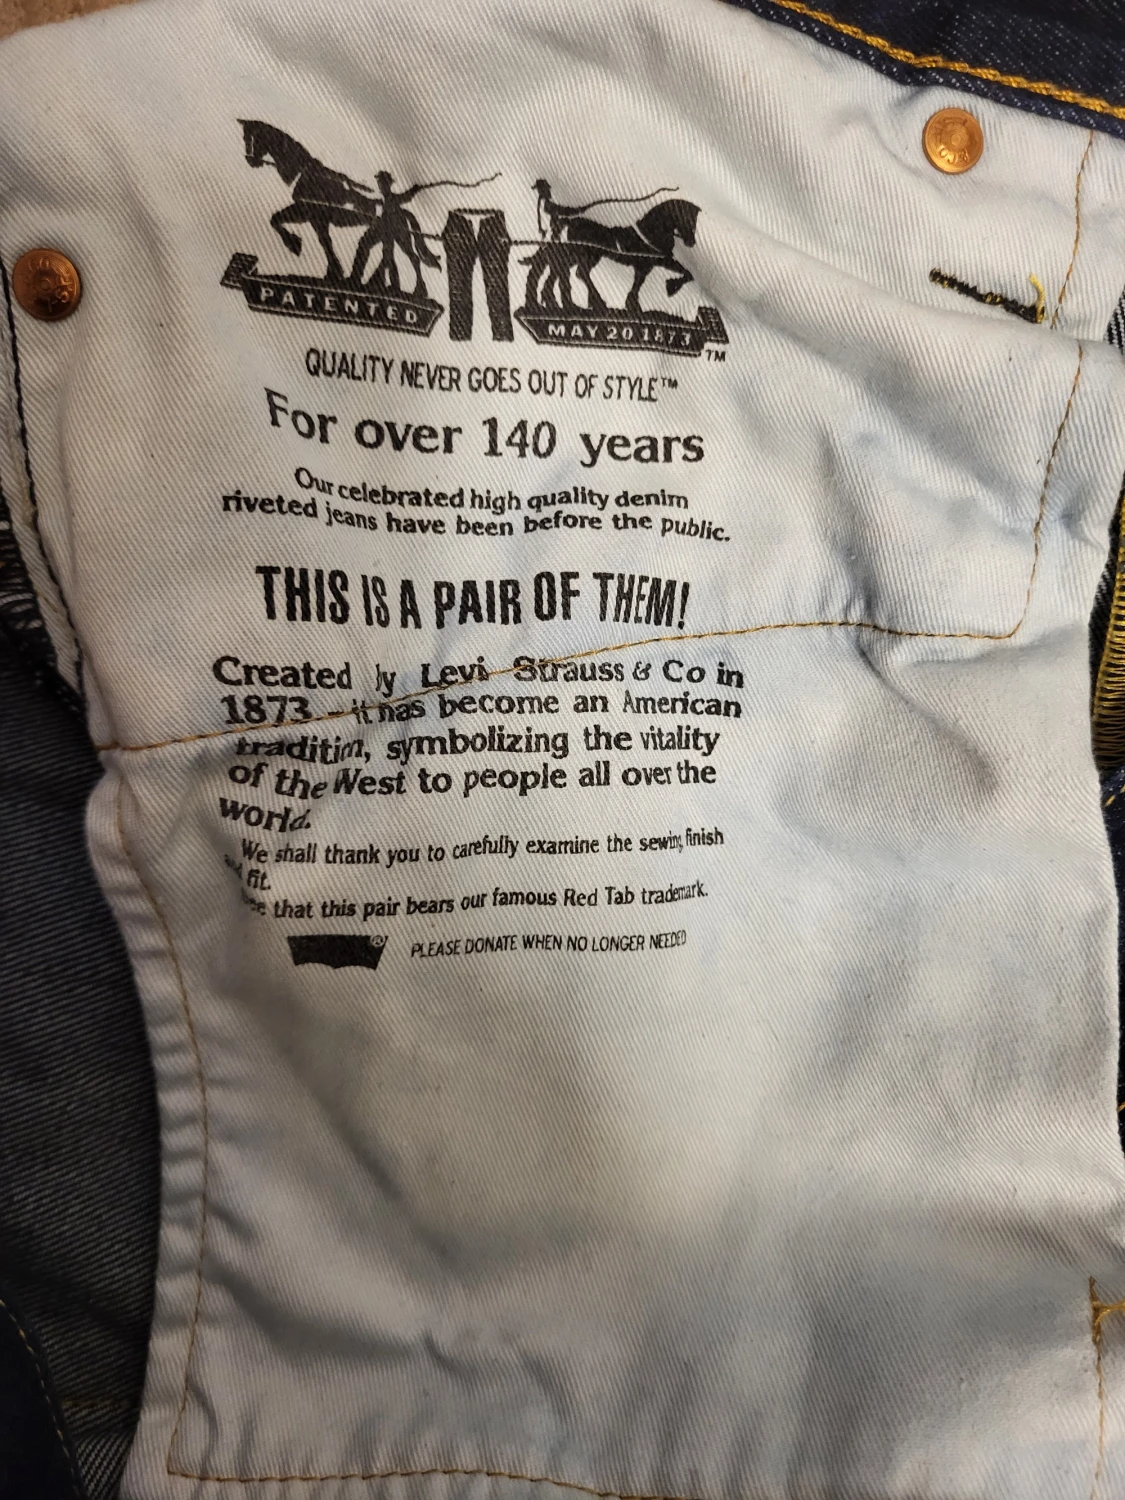 PATENTED
MAY 20 1873
TM
QUALITY NEVER GOES OUT OF STYLE™
For over 140 years
Our celebrated high quality denim
riveted jeans have been before the public.
THIS IS A PAIR OF THEM!
Created by Levi Strauss & Co in
1873 - it has become an American
tradition, symbolizing the vitality
of the West to people all over the
world.
We shall thank you to carefully examine the sewing finish
and fit.
See that this pair bears our famous Red Tab trademark.
® PLEASE DONATE WHEN NO LONGER NEEDED